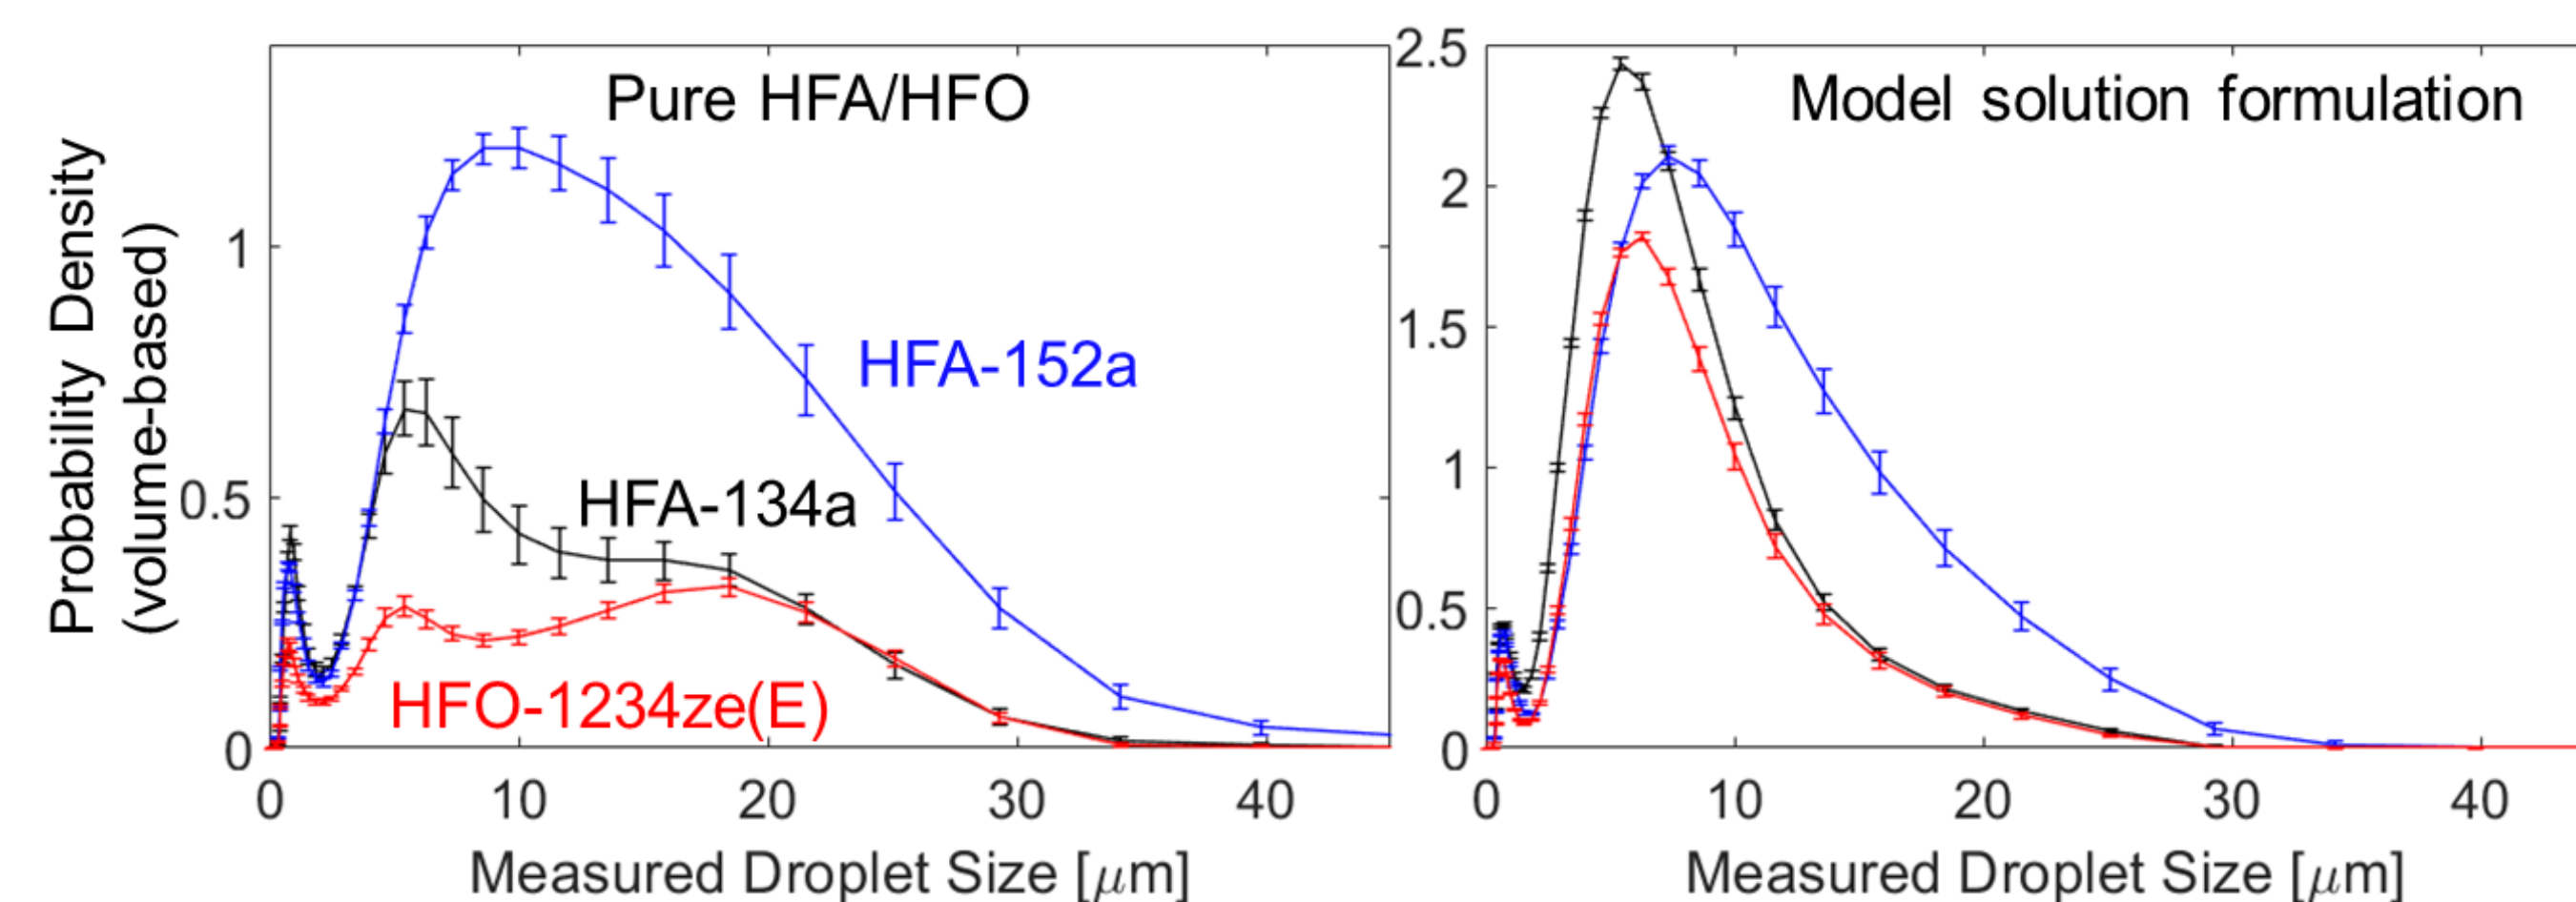 Pure HFA/HFO
Probability Density
(volume-based)
1
0.5
0
HFA-152a
HFA-134a
HFO-1234ze(E)
0 10 20 30 40
Measured Droplet Size [μm]
Model solution formulation
2.5
2
1.5
1
0.5
0
0 10 20 30 40
Measured Droplet Size [μm]